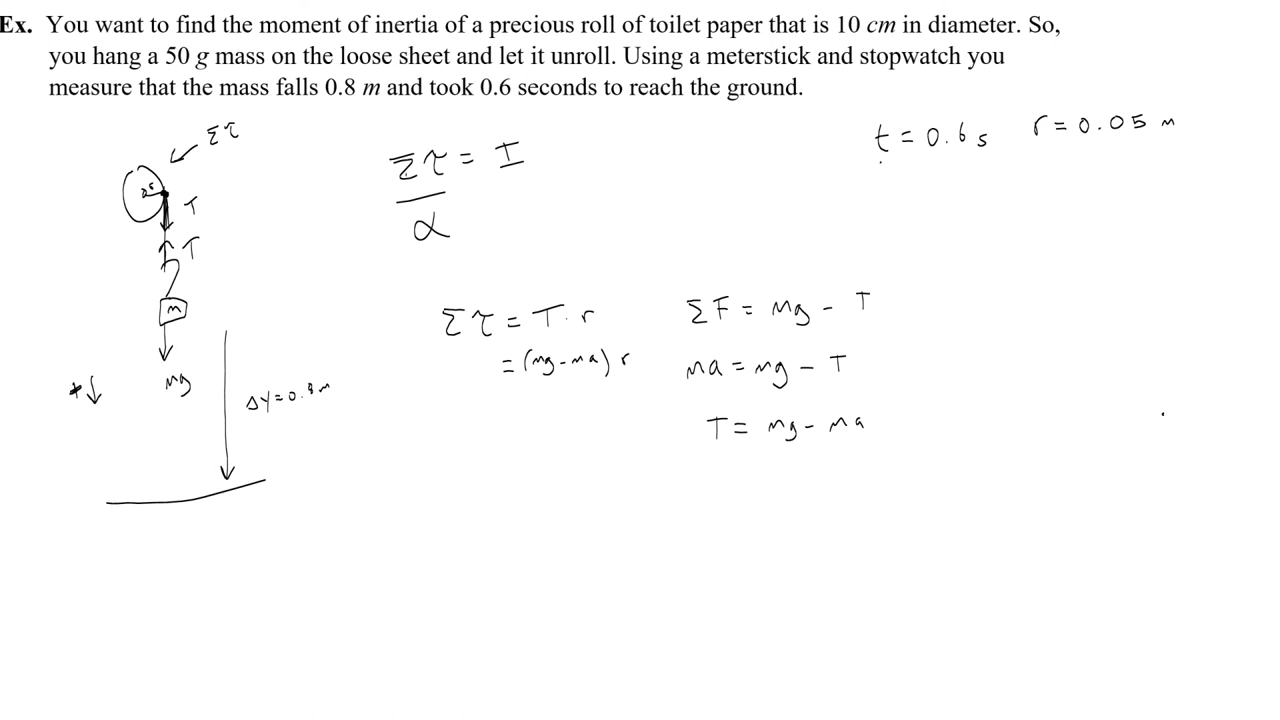 Ex. You want to find the moment of inertia of a precious roll of toilet paper that is 10 cm in diameter. So,
you hang a 50 g mass on the loose sheet and let it unroll. Using a meterstick and stopwatch you
measure that the mass falls 0.8 m and took 0.6 seconds to reach the ground.
t = 0.6 s r = 0.05 m
Στ
Στ = I
α
T
T
m
mg
+↓
Δy = 0.8 m
Στ = T · r
= (mg - ma) r
ΣF = mg - T
ma = mg - T
T = mg - ma